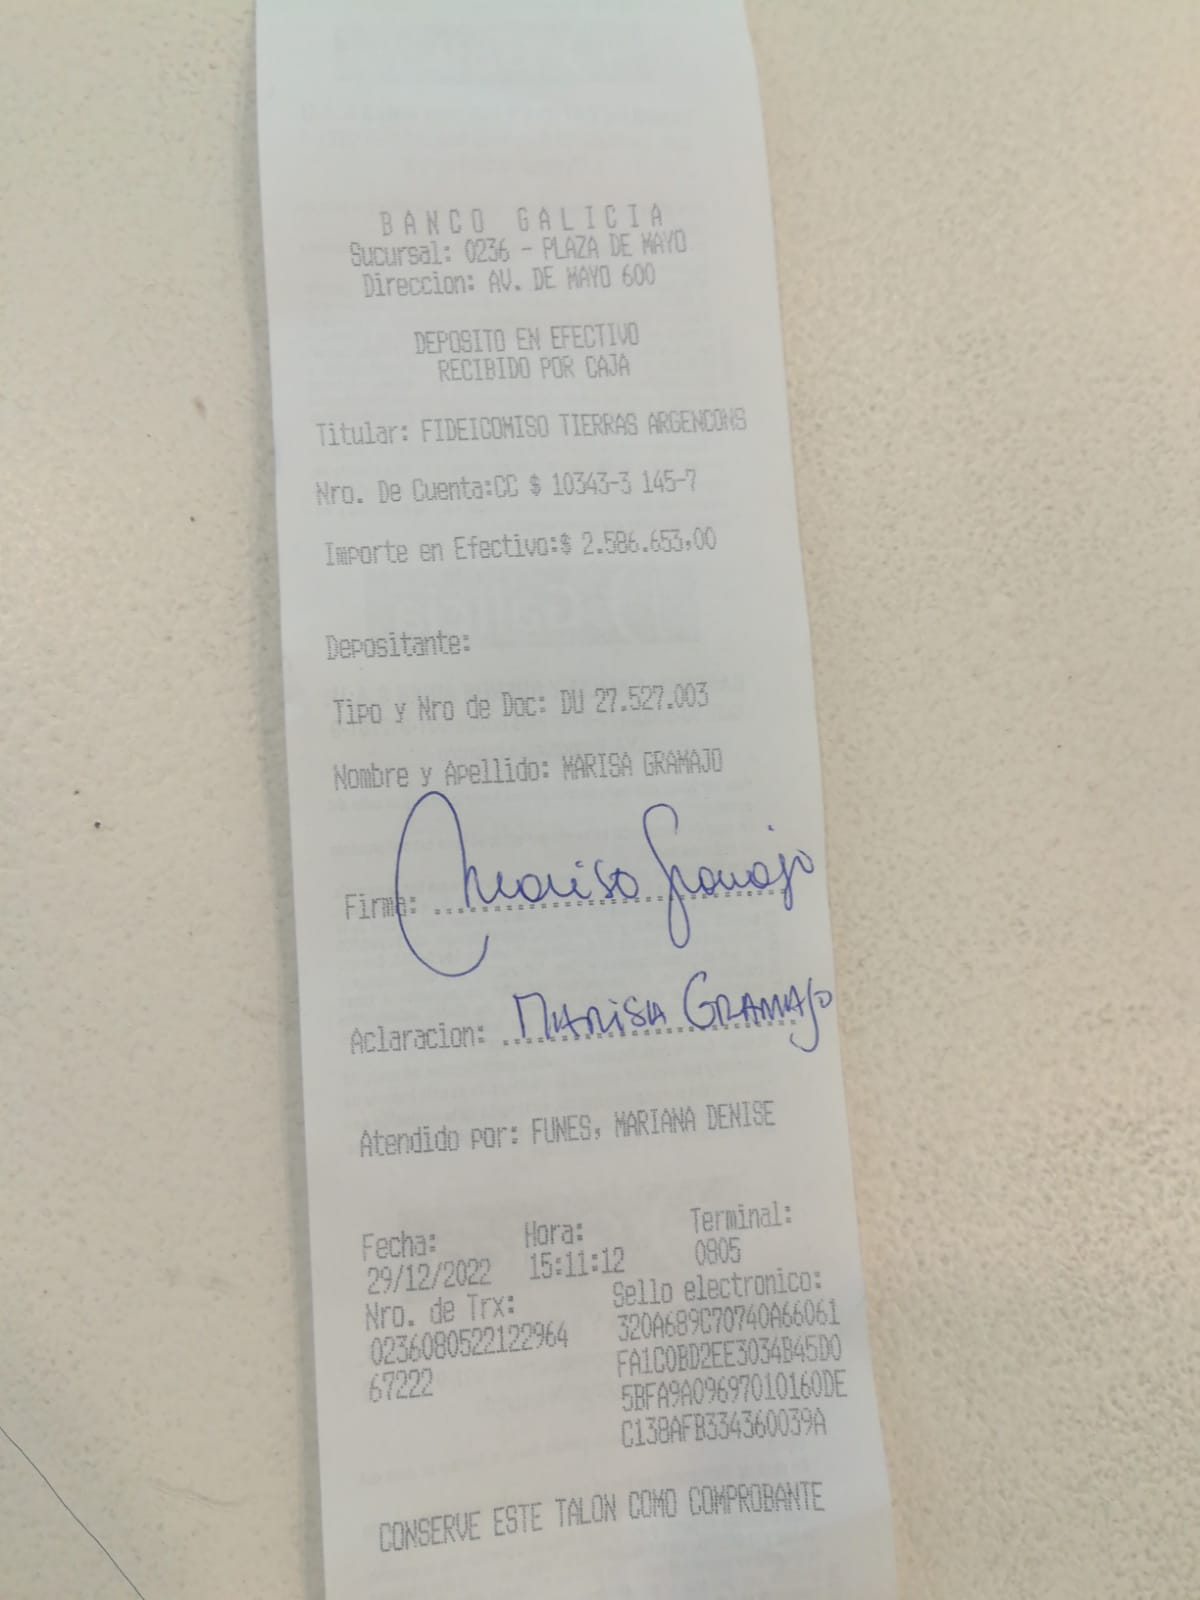 BANCO GALICIA
Sucursal: 0236 - PLAZA DE MAYO
Direccion: AV. DE MAYO 600
DEPOSITO EN EFECTIVO
RECIBIDO POR CAJA
Titular: FIDEICOMISO TIERRAS ARGENCONS
Nro. De Cuenta:CC $ 10343-3 145-7
Importe en Efectivo:$ 2.586.653,00
Depositante:
Tipo y Nro de Doc: DU 27.527.003
Nombre y Apellido: MARISA GRAMAJO
Firma: Marisa Gramajo
Aclaracion: MARISA GRAMAJO
Atendido por: FUNES, MARIANA DENISE
Fecha: Hora: Terminal:
29/12/2022 15:11:12 0805
Nro. de Trx: Sello electronico:
0236080522122964 320A689C70740A66061
67222 FA1C0BD2EE3034B45D0
5BFA9A09697010160DE
C138AFB334360039A
CONSERVE ESTE TALON COMO COMPROBANTE